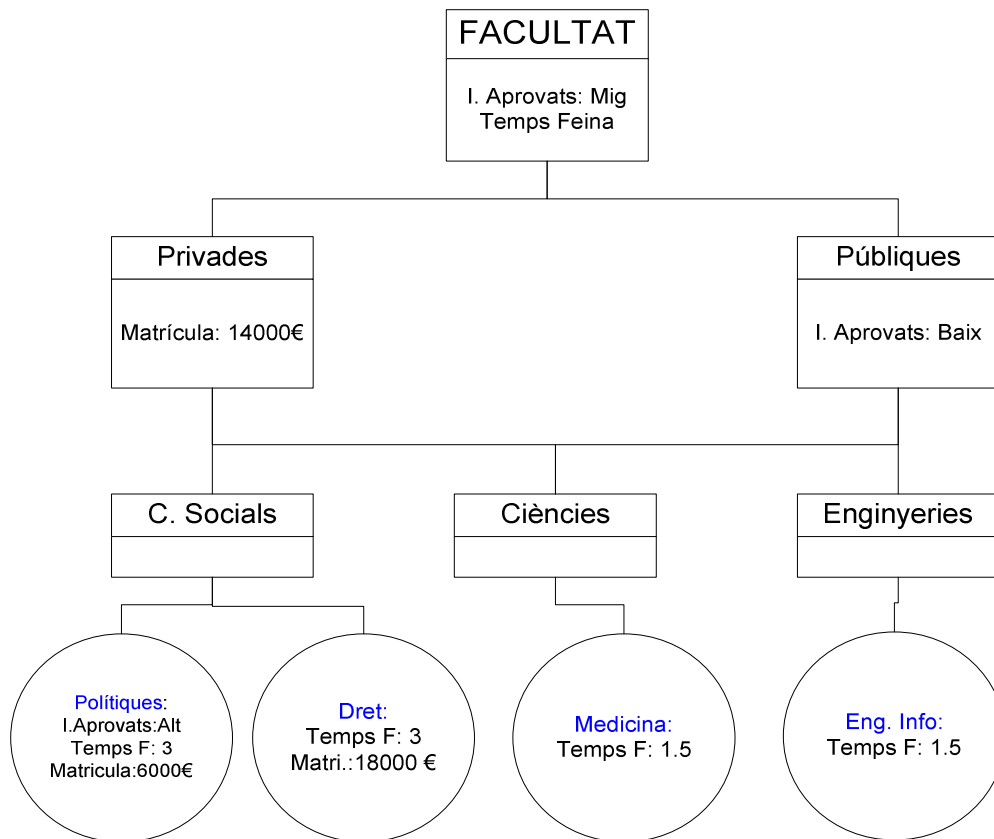 FACULTAT
I. Aprovats: Mig
Temps Feina
Privades
Públiques
Matrícula: 14000€
I. Aprovats: Baix
C. Socials
Ciències
Enginyeries
Polítiques:
I.Aprovats:Alt
Temps F: 3
Matricula:6000€
Dret:
Temps F: 3
Matri.:18000 €
Medicina:
Temps F: 1.5
Eng. Info:
Temps F: 1.5